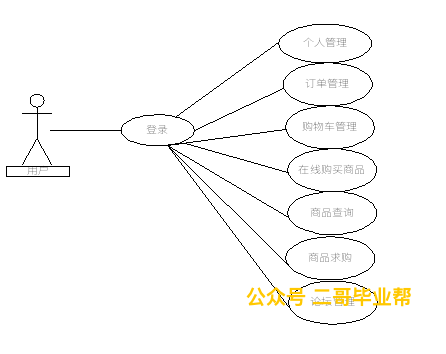 个人管理
订单管理
购物车管理
登录
在线购买商品
用户
商品查询
商品求购
公众号 二哥毕业帮
论坛管理